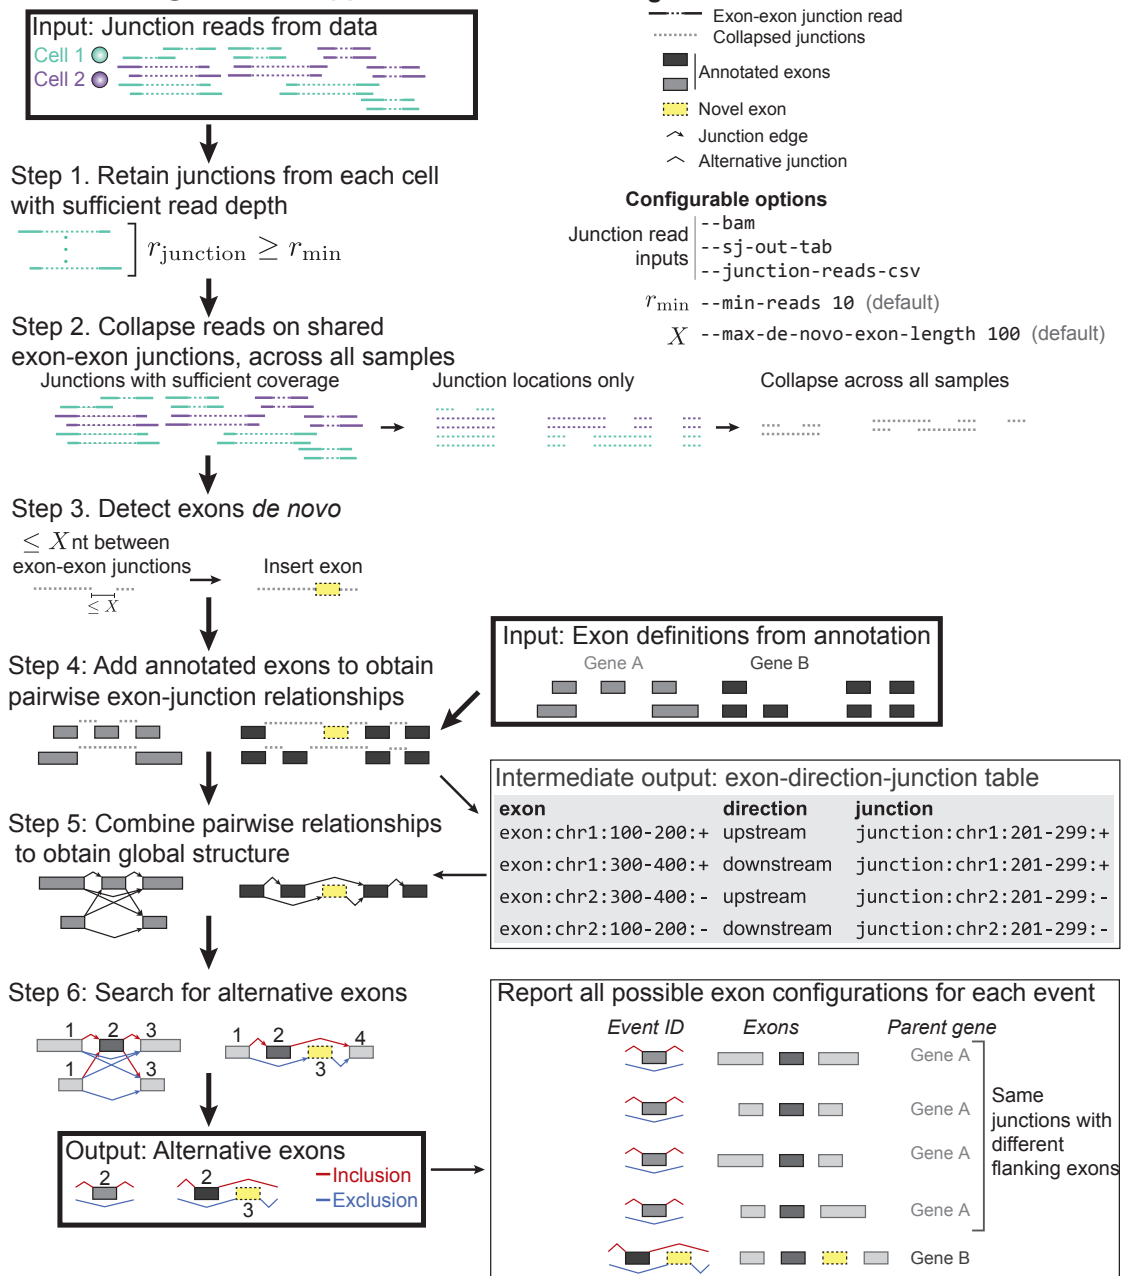 Input: Junction reads from data
Cell 1
Cell 2
Exon-exon junction read
Collapsed junctions
Annotated exons
Novel exon
Junction edge
Alternative junction
Step 1. Retain junctions from each cell
with sufficient read depth
r_junction ≥ r_min
Configurable options
Junction read
inputs
--bam
--sj-out-tab
--junction-reads-csv
r_min --min-reads 10 (default)
X --max-de-novo-exon-length 100 (default)
Step 2. Collapse reads on shared
exon-exon junctions, across all samples
Junctions with sufficient coverage
Junction locations only
Collapse across all samples
Step 3. Detect exons de novo
≤ X nt between
exon-exon junctions
Insert exon
≤ X
Input: Exon definitions from annotation
Gene A
Gene B
Step 4: Add annotated exons to obtain
pairwise exon-junction relationships
Intermediate output: exon-direction-junction table
exon direction junction
exon:chr1:100-200:+ upstream junction:chr1:201-299:+
exon:chr1:300-400:+ downstream junction:chr1:201-299:+
exon:chr2:300-400:- upstream junction:chr2:201-299:-
exon:chr2:100-200:- downstream junction:chr2:201-299:-
Step 5: Combine pairwise relationships
to obtain global structure
Step 6: Search for alternative exons
1 2 3
1 3
1 2 4
3
Output: Alternative exons
2
2
3
Inclusion
Exclusion
Report all possible exon configurations for each event
Event ID Exons Parent gene
Gene A
Gene A
Gene A
Gene A
Gene B
Same
junctions with
different
flanking exons